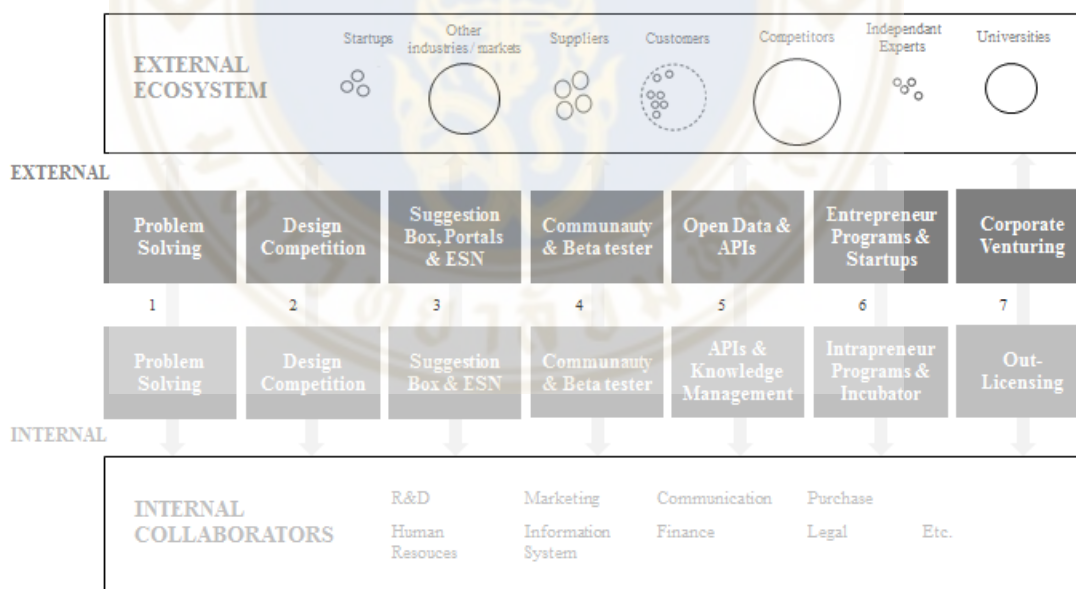 Startups
Other
industries / markets
Suppliers
Customers
Competitors
Independant
Experts
Universities
EXTERNAL
ECOSYSTEM
EXTERNAL
Problem
Solving
Design
Competition
Suggestion
Box, Portals
& ESN
Communauty
& Beta tester
Open Data &
APIs
Entrepreneur
Programs &
Startups
Corporate
Venturing
1
2
3
4
5
6
7
Problem
Solving
Design
Competition
Suggestion
Box & ESN
Communauty
& Beta tester
APIs &
Knowledge
Management
Intrapreneur
Programs &
Incubator
Out-
Licensing
INTERNAL
INTERNAL
COLLABORATORS
R&D
Marketing
Communication
Purchase
Human
Resouces
Information
System
Finance
Legal
Etc.